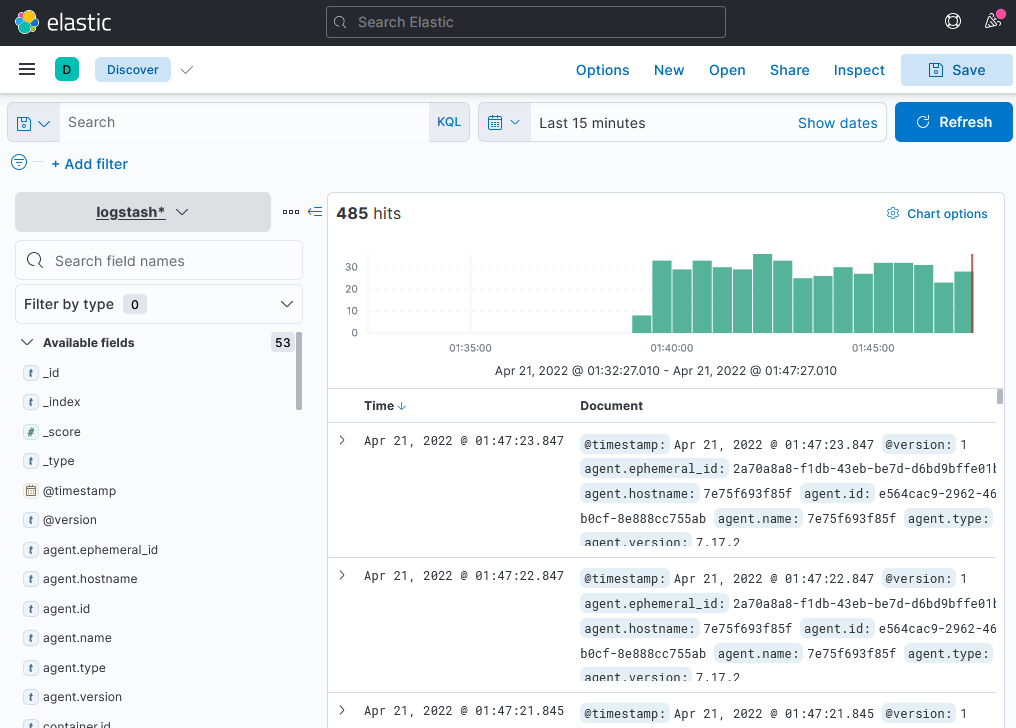 elastic
Search Elastic
D
Discover
Options
New
Open
Share
Inspect
Save
Search
KQL
Last 15 minutes
Show dates
Refresh
+ Add filter
logstash*
Search field names
Filter by type 0
Available fields 53
t _id
t _index
# _score
t _type
@timestamp
t @version
t agent.ephemeral_id
t agent.hostname
t agent.id
t agent.name
t agent.type
t agent.version
container.id
485 hits
Chart options
30
20
10
0
01:35:00
01:40:00
01:45:00
Apr 21, 2022 @ 01:32:27.010 - Apr 21, 2022 @ 01:47:27.010
Time
Document
Apr 21, 2022 @ 01:47:23.847
@timestamp: Apr 21, 2022 @ 01:47:23.847 @version: 1
agent.ephemeral_id: 2a70a8a8-f1db-43eb-be7d-d6bd9bffe01b
agent.hostname: 7e75f693f85f agent.id: e564cac9-2962-46
b0cf-8e888cc755ab agent.name: 7e75f693f85f agent.type:
agent.version: 7.17.2
Apr 21, 2022 @ 01:47:22.847
@timestamp: Apr 21, 2022 @ 01:47:22.847 @version: 1
agent.ephemeral_id: 2a70a8a8-f1db-43eb-be7d-d6bd9bffe01b
agent.hostname: 7e75f693f85f agent.id: e564cac9-2962-46
b0cf-8e888cc755ab agent.name: 7e75f693f85f agent.type:
agent.version: 7.17.2
Apr 21, 2022 @ 01:47:21.845
@timestamp: Apr 21, 2022 @ 01:47:21.845 @version: 1